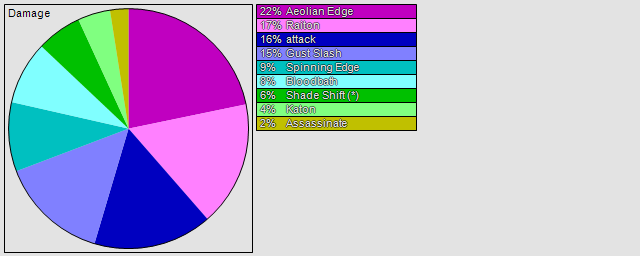 Damage
22% Aeolian Edge
17% Raiton
16% attack
15% Gust Slash
9% Spinning Edge
8% Bloodbath
6% Shade Shift (*)
4% Katon
2% Assassinate